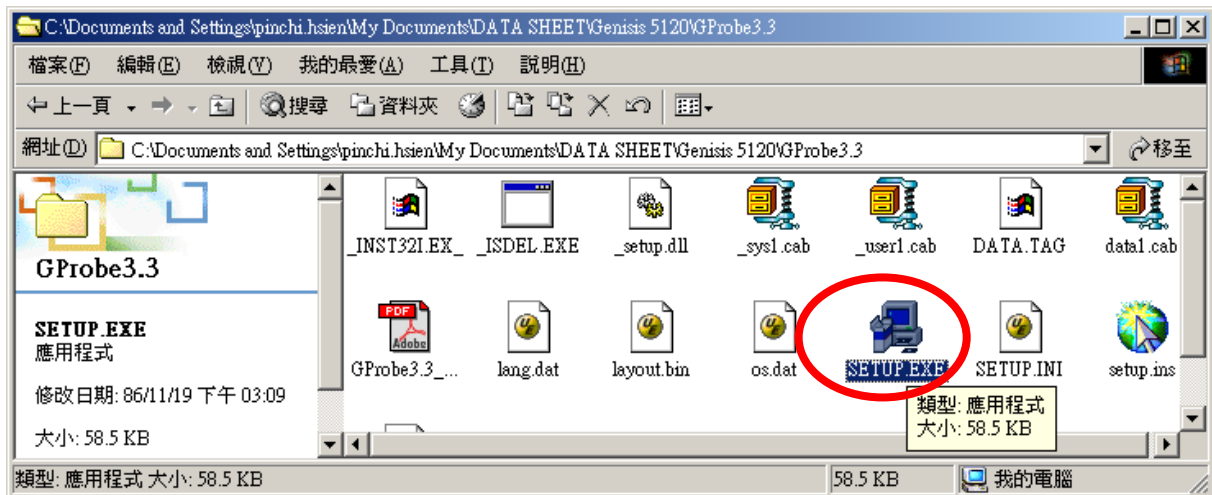 C:\Documents and Settings\pinchi.hsien\My Documents\DATA SHEET\Genisis 5120\GProbe3.3
檔案(F) 編輯(E) 檢視(V) 我的最愛(A) 工具(T) 說明(H)
上一頁 搜尋 資料夾
網址(D) C:\Documents and Settings\pinchi.hsien\My Documents\DATA SHEET\Genisis 5120\GProbe3.3 移至
GProbe3.3
SETUP.EXE
應用程式
修改日期: 86/11/19 下午 03:09
大小: 58.5 KB
_INST32I.EX_ _ISDEL.EXE _setup.dll _sys1.cab _user1.cab DATA.TAG data1.cab
PDF
Adobe
GProbe3.3_... lang.dat layout.bin os.dat SETUP.EXE SETUP.INI setup.ins
類型: 應用程式
大小: 58.5 KB
類型: 應用程式 大小: 58.5 KB 58.5 KB 我的電腦